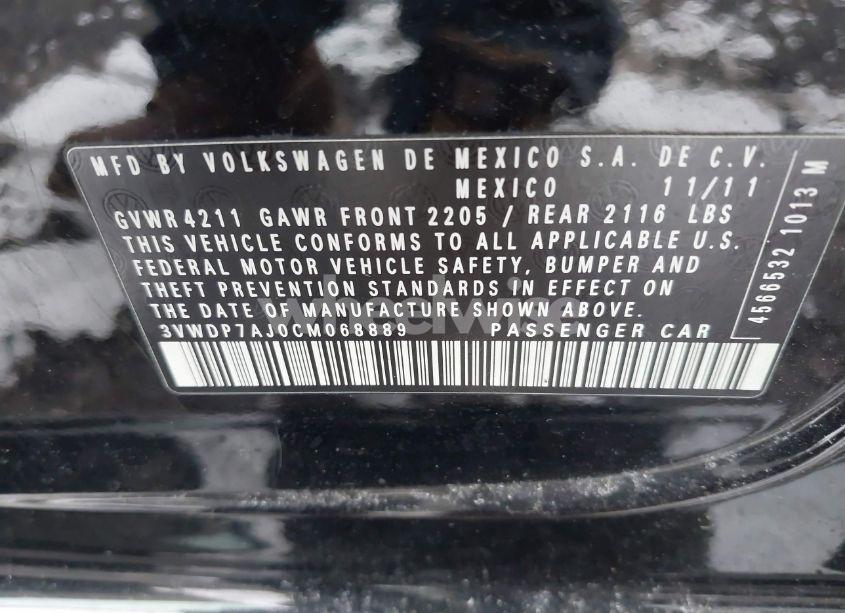 MFD BY VOLKSWAGEN DE MEXICO S.A. DE C.V.
MEXICO 11/11
GVWR 4211 GAWR FRONT 2205 / REAR 2116 LBS
THIS VEHICLE CONFORMS TO ALL APPLICABLE U.S.
FEDERAL MOTOR VEHICLE SAFETY, BUMPER AND
THEFT PREVENTION STANDARDS IN EFFECT ON
THE DATE OF MANUFACTURE SHOWN ABOVE.
3VWDP7AJ0CM068889 PASSENGER CAR
4566532 1013 M
wheelwise